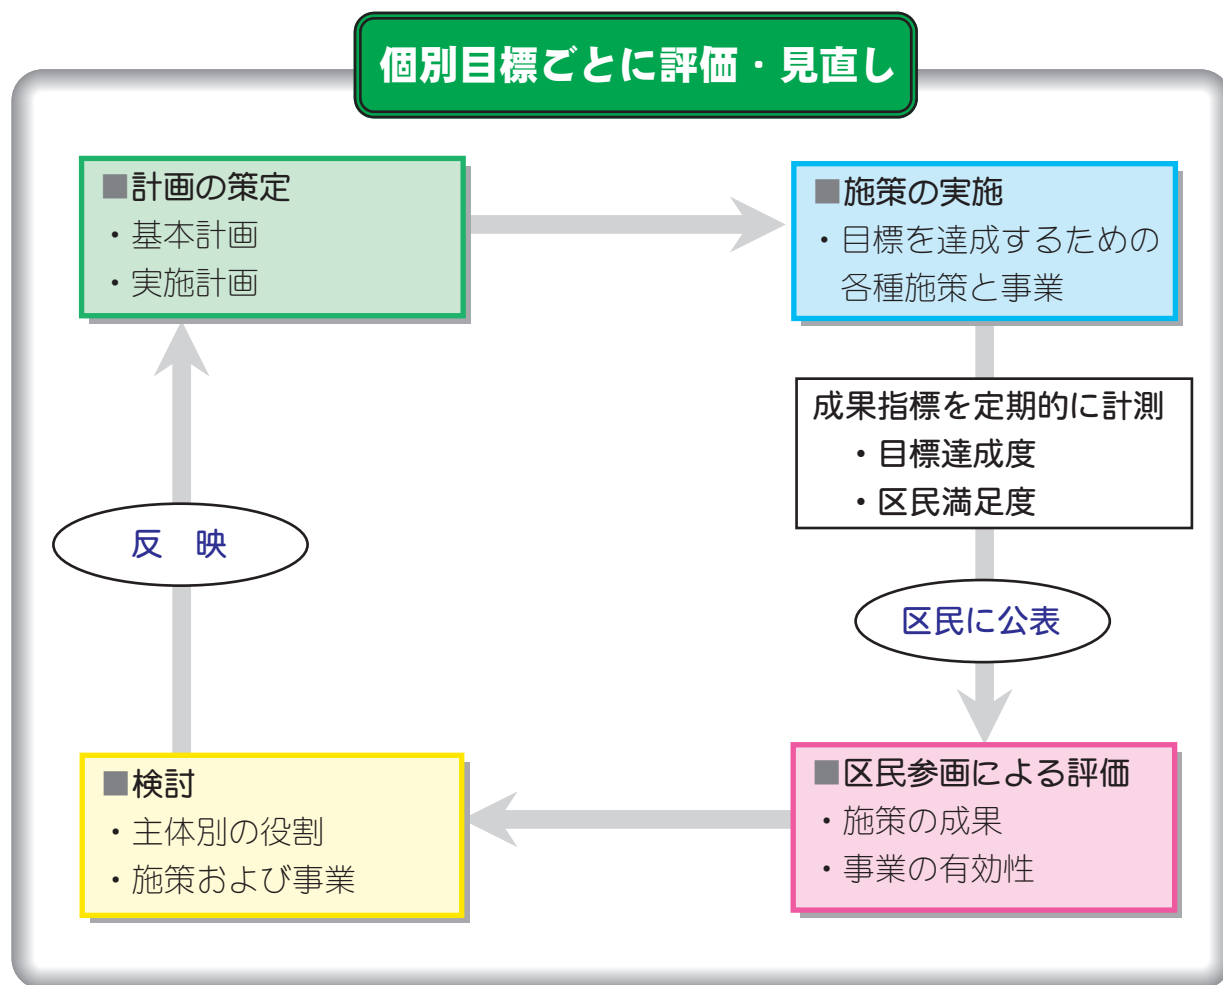 個別目標ごとに評価・見直し
■計画の策定
・基本計画
・実施計画
■施策の実施
・目標を達成するための
各種施策と事業
成果指標を定期的に計測
・目標達成度
・区民満足度
区民に公表
■区民参画による評価
・施策の成果
・事業の有効性
■検討
・主体別の役割
・施策および事業
反　映